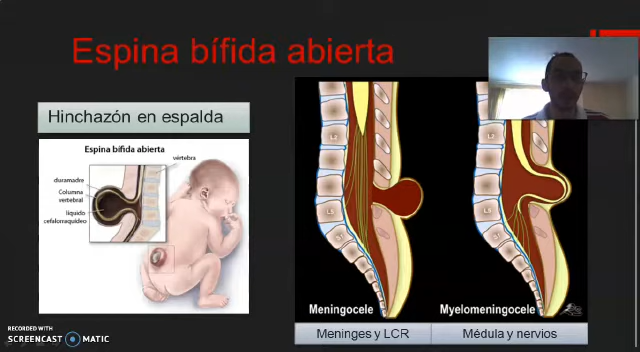 Espina bífida abierta
Hinchazón en espalda
Espina bífida abierta
vértebra
duramadre
Columna
vertebral
líquido
cefalorraquídeo
Meningocele
Myelomeningocele
Meninges y LCR
Médula y nervios
RECORDED WITH
SCREENCAST MATIC